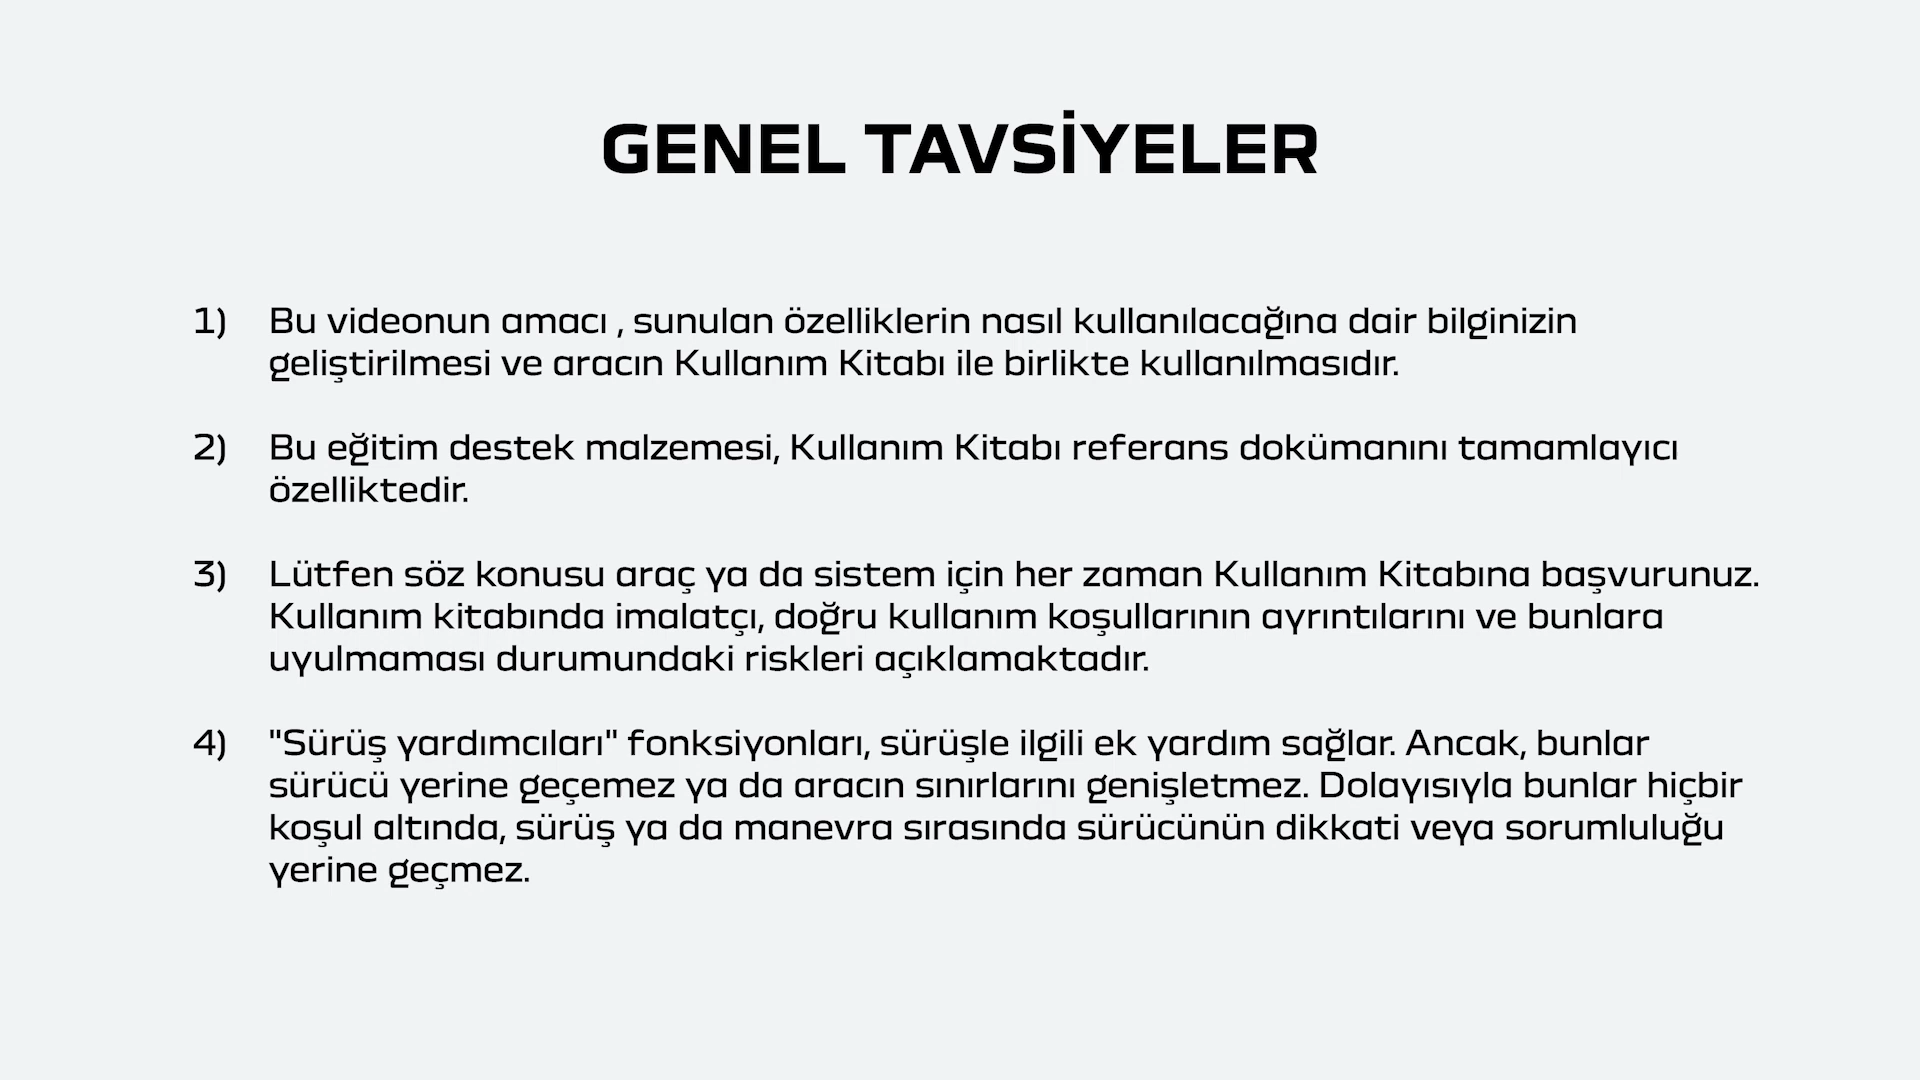 GENEL TAVSİYELER
1) Bu videonun amacı , sunulan özelliklerin nasıl kullanılacağına dair bilginizin
geliştirilmesi ve aracın Kullanım Kitabı ile birlikte kullanılmasıdır.
2) Bu eğitim destek malzemesi, Kullanım Kitabı referans dokümanını tamamlayıcı
özelliktedir.
3) Lütfen söz konusu araç ya da sistem için her zaman Kullanım Kitabına başvurunuz.
Kullanım kitabında imalatçı, doğru kullanım koşullarının ayrıntılarını ve bunlara
uyulmaması durumundaki riskleri açıklamaktadır.
4) "Sürüş yardımcıları" fonksiyonları, sürüşle ilgili ek yardım sağlar. Ancak, bunlar
sürücü yerine geçemez ya da aracın sınırlarını genişletmez. Dolayısıyla bunlar hiçbir
koşul altında, sürüş ya da manevra sırasında sürücünün dikkati veya sorumluluğu
yerine geçmez.